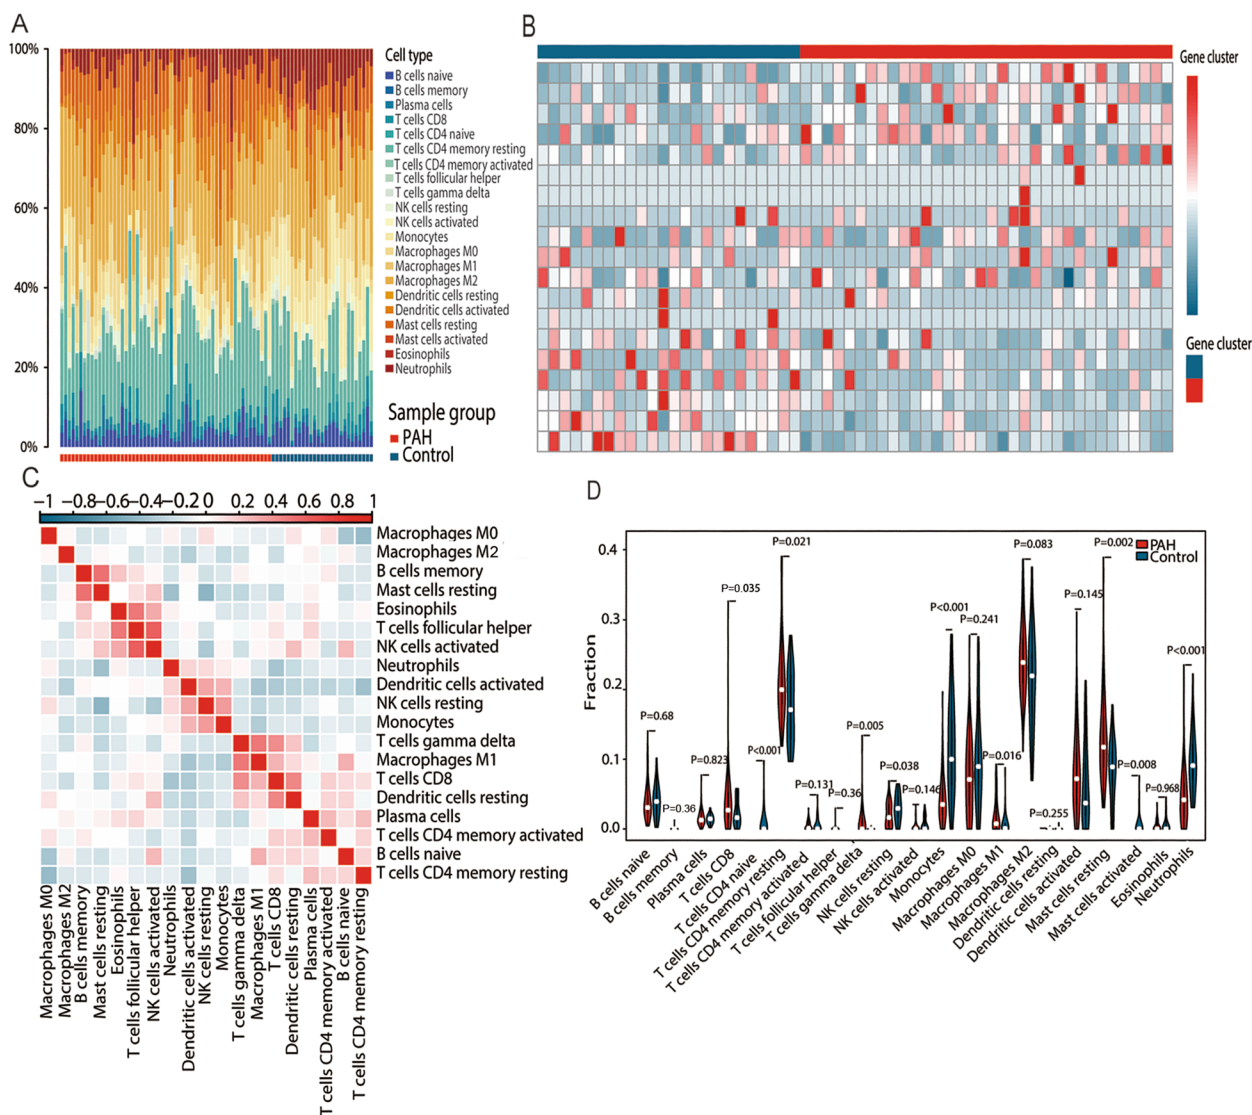 A
100%
80%
60%
40%
20%
0%
Cell type
B cells naive
B cells memory
Plasma cells
T cells CD8
T cells CD4 naive
T cells CD4 memory resting
T cells CD4 memory activated
T cells follicular helper
T cells gamma delta
NK cells resting
NK cells activated
Monocytes
Macrophages M0
Macrophages M1
Macrophages M2
Dendritic cells resting
Dendritic cells activated
Mast cells resting
Mast cells activated
Eosinophils
Neutrophils
Sample group
PAH
Control
B
Gene cluster
Gene cluster
C
−1 −0.8 −0.6 −0.4 −0.2 0 0.2 0.4 0.6 0.8 1
Macrophages M0
Macrophages M2
B cells memory
Mast cells resting
Eosinophils
T cells follicular helper
NK cells activated
Neutrophils
Dendritic cells activated
NK cells resting
Monocytes
T cells gamma delta
Macrophages M1
T cells CD8
Dendritic cells resting
Plasma cells
T cells CD4 memory activated
B cells naive
T cells CD4 memory resting
Macrophages M0
Macrophages M2
B cells memory
Mast cells resting
Eosinophils
T cells follicular helper
NK cells activated
Neutrophils
Dendritic cells activated
NK cells resting
Monocytes
T cells gamma delta
Macrophages M1
T cells CD8
Dendritic cells resting
Plasma cells
T cells CD4 memory activated
B cells naive
T cells CD4 memory resting
D
Fraction
0.4
0.3
0.2
0.1
0.0
PAH
Control
P=0.68
P=0.36
P=0.823
P=0.035
P<0.001
P=0.021
P=0.131
P=0.36
P=0.005
P=0.038
P=0.146
P<0.001
P=0.241
P=0.016
P=0.083
P=0.255
P=0.145
P=0.002
P=0.008
P=0.968
P<0.001
B cells naive
B cells memory
Plasma cells
T cells CD8
T cells CD4 naive
T cells CD4 memory resting
T cells CD4 memory activated
T cells follicular helper
T cells gamma delta
NK cells resting
NK cells activated
Monocytes
Macrophages M0
Macrophages M1
Macrophages M2
Dendritic cells resting
Dendritic cells activated
Mast cells resting
Mast cells activated
Eosinophils
Neutrophils